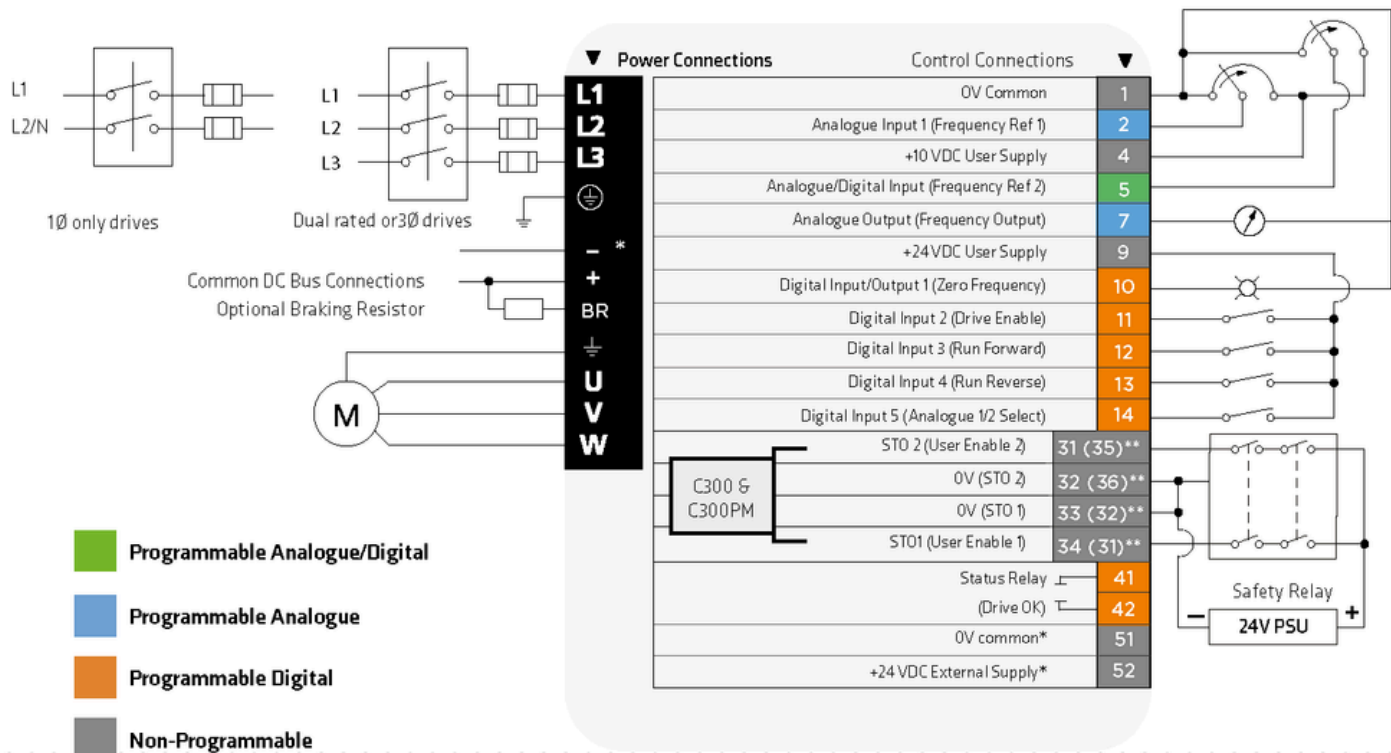 ▼ Power Connections
Control Connections ▼
L1
L2/N
1Ø only drives
L1
L2
L3
Dual rated or3Ø drives
Common DC Bus Connections
Optional Braking Resistor
M
L1
L2
L3
– *
+
BR
U
V
W
0V Common 1
Analogue Input 1 (Frequency Ref 1) 2
+10 VDC User Supply 4
Analogue/Digital Input (Frequency Ref 2) 5
Analogue Output (Frequency Output) 7
+24 VDC User Supply 9
Digital Input/Output 1 (Zero Frequency) 10
Digital Input 2 (Drive Enable) 11
Digital Input 3 (Run Forward) 12
Digital Input 4 (Run Reverse) 13
Digital Input 5 (Analogue 1/2 Select) 14
C300 &
C300PM
STO 2 (User Enable 2) 31 (35)**
0V (STO 2) 32 (36)**
0V (STO 1) 33 (32)**
STO1 (User Enable 1) 34 (31)**
Status Relay 41
(Drive OK) 42
0V common* 51
+24 VDC External Supply* 52
Safety Relay
– 24V PSU +
Programmable Analogue/Digital
Programmable Analogue
Programmable Digital
Non-Programmable